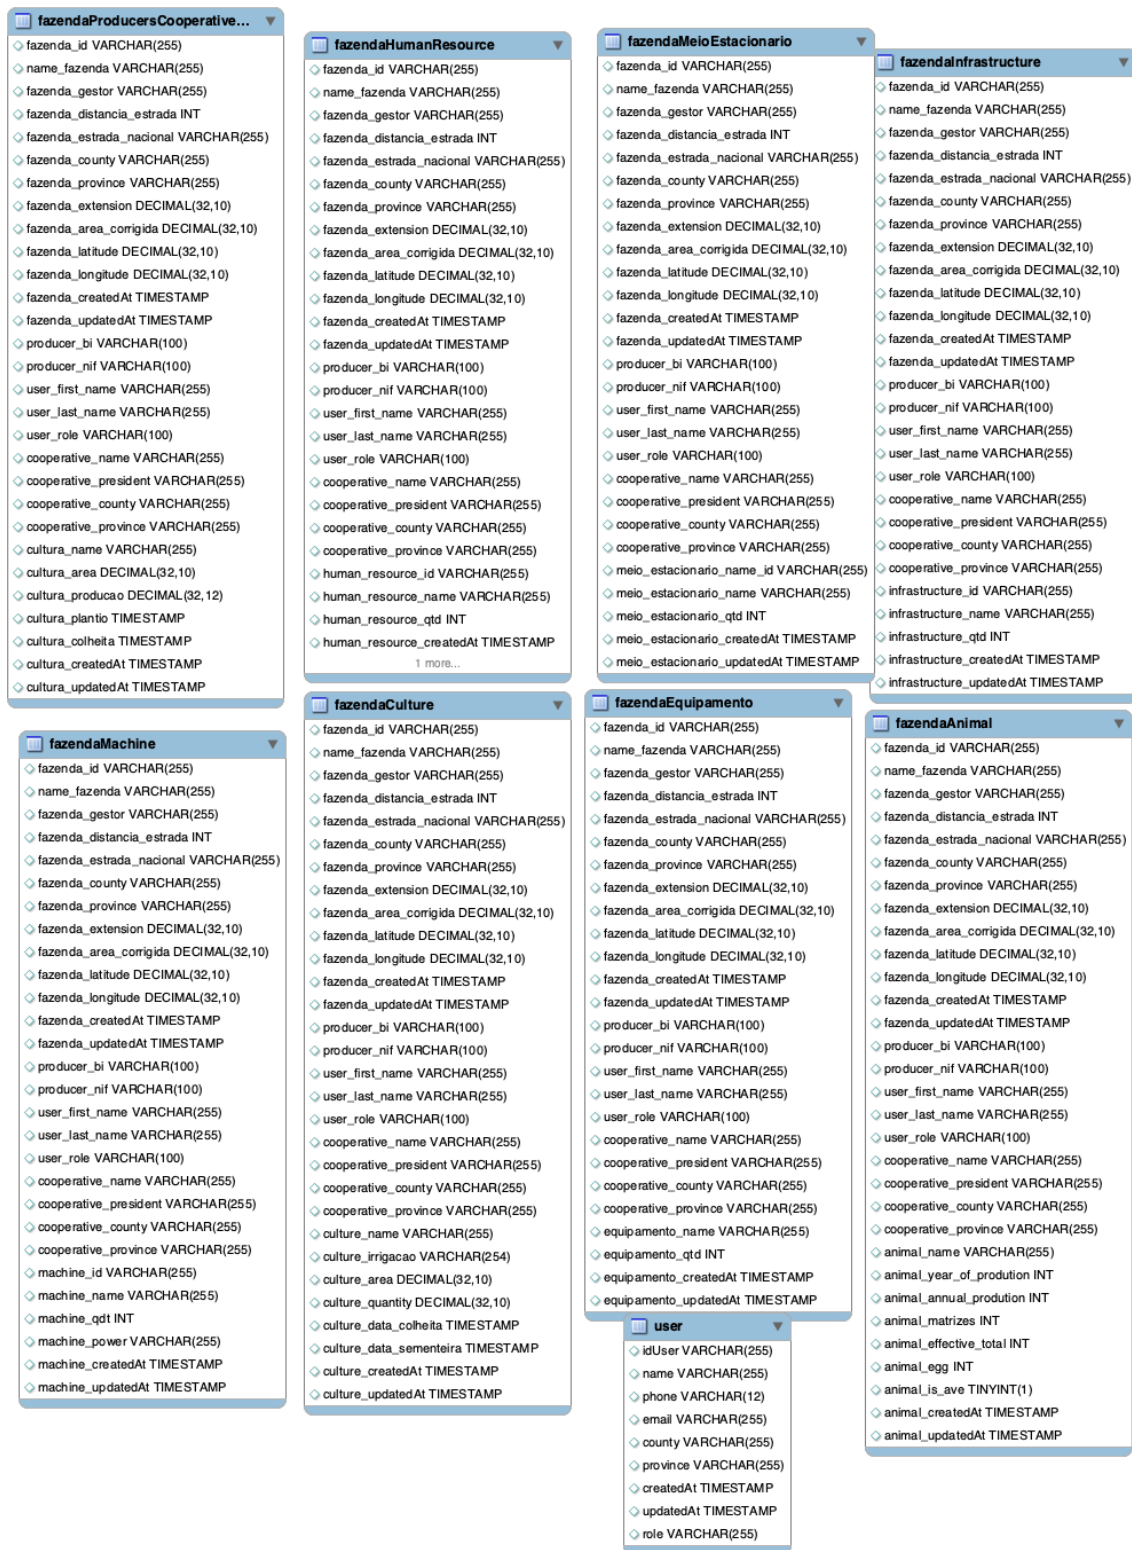 fazendaProducersCooperative...
fazenda_id VARCHAR(255)
name_fazenda VARCHAR(255)
fazenda_gestor VARCHAR(255)
fazenda_distancia_estrada INT
fazenda_estrada_nacional VARCHAR(255)
fazenda_county VARCHAR(255)
fazenda_province VARCHAR(255)
fazenda_extension DECIMAL(32,10)
fazenda_area_corrigida DECIMAL(32,10)
fazenda_latitude DECIMAL(32,10)
fazenda_longitude DECIMAL(32,10)
fazenda_createdAt TIMESTAMP
fazenda_updatedAt TIMESTAMP
producer_bi VARCHAR(100)
producer_nif VARCHAR(100)
user_first_name VARCHAR(255)
user_last_name VARCHAR(255)
user_role VARCHAR(100)
cooperative_name VARCHAR(255)
cooperative_president VARCHAR(255)
cooperative_county VARCHAR(255)
cooperative_province VARCHAR(255)
cultura_name VARCHAR(255)
cultura_area DECIMAL(32,10)
cultura_producao DECIMAL(32,12)
cultura_plantio TIMESTAMP
cultura_colheita TIMESTAMP
cultura_createdAt TIMESTAMP
cultura_updatedAt TIMESTAMP
fazendaHumanResource
fazenda_id VARCHAR(255)
name_fazenda VARCHAR(255)
fazenda_gestor VARCHAR(255)
fazenda_distancia_estrada INT
fazenda_estrada_nacional VARCHAR(255)
fazenda_county VARCHAR(255)
fazenda_province VARCHAR(255)
fazenda_extension DECIMAL(32,10)
fazenda_area_corrigida DECIMAL(32,10)
fazenda_latitude DECIMAL(32,10)
fazenda_longitude DECIMAL(32,10)
fazenda_createdAt TIMESTAMP
fazenda_updatedAt TIMESTAMP
producer_bi VARCHAR(100)
producer_nif VARCHAR(100)
user_first_name VARCHAR(255)
user_last_name VARCHAR(255)
user_role VARCHAR(100)
cooperative_name VARCHAR(255)
cooperative_president VARCHAR(255)
cooperative_county VARCHAR(255)
cooperative_province VARCHAR(255)
human_resource_id VARCHAR(255)
human_resource_name VARCHAR(255)
human_resource_qtd INT
human_resource_createdAt TIMESTAMP
1 more...
fazendaMeioEstacionario
fazenda_id VARCHAR(255)
name_fazenda VARCHAR(255)
fazenda_gestor VARCHAR(255)
fazenda_distancia_estrada INT
fazenda_estrada_nacional VARCHAR(255)
fazenda_county VARCHAR(255)
fazenda_province VARCHAR(255)
fazenda_extension DECIMAL(32,10)
fazenda_area_corrigida DECIMAL(32,10)
fazenda_latitude DECIMAL(32,10)
fazenda_longitude DECIMAL(32,10)
fazenda_createdAt TIMESTAMP
fazenda_updatedAt TIMESTAMP
producer_bi VARCHAR(100)
producer_nif VARCHAR(100)
user_first_name VARCHAR(255)
user_last_name VARCHAR(255)
user_role VARCHAR(100)
cooperative_name VARCHAR(255)
cooperative_president VARCHAR(255)
cooperative_county VARCHAR(255)
cooperative_province VARCHAR(255)
meio_estacionario_name_id VARCHAR(255)
meio_estacionario_name VARCHAR(255)
meio_estacionario_qtd INT
meio_estacionario_createdAt TIMESTAMP
meio_estacionario_updatedAt TIMESTAMP
fazendaInfrastructure
fazenda_id VARCHAR(255)
name_fazenda VARCHAR(255)
fazenda_gestor VARCHAR(255)
fazenda_distancia_estrada INT
fazenda_estrada_nacional VARCHAR(255)
fazenda_county VARCHAR(255)
fazenda_province VARCHAR(255)
fazenda_extension DECIMAL(32,10)
fazenda_area_corrigida DECIMAL(32,10)
fazenda_latitude DECIMAL(32,10)
fazenda_longitude DECIMAL(32,10)
fazenda_createdAt TIMESTAMP
fazenda_updatedAt TIMESTAMP
producer_bi VARCHAR(100)
producer_nif VARCHAR(100)
user_first_name VARCHAR(255)
user_last_name VARCHAR(255)
user_role VARCHAR(100)
cooperative_name VARCHAR(255)
cooperative_president VARCHAR(255)
cooperative_county VARCHAR(255)
cooperative_province VARCHAR(255)
infrastructure_id VARCHAR(255)
infrastructure_name VARCHAR(255)
infrastructure_qtd INT
infrastructure_createdAt TIMESTAMP
infrastructure_updatedAt TIMESTAMP
fazendaMachine
fazenda_id VARCHAR(255)
name_fazenda VARCHAR(255)
fazenda_gestor VARCHAR(255)
fazenda_distancia_estrada INT
fazenda_estrada_nacional VARCHAR(255)
fazenda_county VARCHAR(255)
fazenda_province VARCHAR(255)
fazenda_extension DECIMAL(32,10)
fazenda_area_corrigida DECIMAL(32,10)
fazenda_latitude DECIMAL(32,10)
fazenda_longitude DECIMAL(32,10)
fazenda_createdAt TIMESTAMP
fazenda_updatedAt TIMESTAMP
producer_bi VARCHAR(100)
producer_nif VARCHAR(100)
user_first_name VARCHAR(255)
user_last_name VARCHAR(255)
user_role VARCHAR(100)
cooperative_name VARCHAR(255)
cooperative_president VARCHAR(255)
cooperative_county VARCHAR(255)
cooperative_province VARCHAR(255)
machine_id VARCHAR(255)
machine_name VARCHAR(255)
machine_qdt INT
machine_power VARCHAR(255)
machine_createdAt TIMESTAMP
machine_updatedAt TIMESTAMP
fazendaCulture
fazenda_id VARCHAR(255)
name_fazenda VARCHAR(255)
fazenda_gestor VARCHAR(255)
fazenda_distancia_estrada INT
fazenda_estrada_nacional VARCHAR(255)
fazenda_county VARCHAR(255)
fazenda_province VARCHAR(255)
fazenda_extension DECIMAL(32,10)
fazenda_area_corrigida DECIMAL(32,10)
fazenda_latitude DECIMAL(32,10)
fazenda_longitude DECIMAL(32,10)
fazenda_createdAt TIMESTAMP
fazenda_updatedAt TIMESTAMP
producer_bi VARCHAR(100)
producer_nif VARCHAR(100)
user_first_name VARCHAR(255)
user_last_name VARCHAR(255)
user_role VARCHAR(100)
cooperative_name VARCHAR(255)
cooperative_president VARCHAR(255)
cooperative_county VARCHAR(255)
cooperative_province VARCHAR(255)
culture_name VARCHAR(255)
culture_irrigacao VARCHAR(254)
culture_area DECIMAL(32,10)
culture_quantity DECIMAL(32,10)
culture_data_colheita TIMESTAMP
culture_data_sementeira TIMESTAMP
culture_createdAt TIMESTAMP
culture_updatedAt TIMESTAMP
fazendaEquipamento
fazenda_id VARCHAR(255)
name_fazenda VARCHAR(255)
fazenda_gestor VARCHAR(255)
fazenda_distancia_estrada INT
fazenda_estrada_nacional VARCHAR(255)
fazenda_county VARCHAR(255)
fazenda_province VARCHAR(255)
fazenda_extension DECIMAL(32,10)
fazenda_area_corrigida DECIMAL(32,10)
fazenda_latitude DECIMAL(32,10)
fazenda_longitude DECIMAL(32,10)
fazenda_createdAt TIMESTAMP
fazenda_updatedAt TIMESTAMP
producer_bi VARCHAR(100)
producer_nif VARCHAR(100)
user_first_name VARCHAR(255)
user_last_name VARCHAR(255)
user_role VARCHAR(100)
cooperative_name VARCHAR(255)
cooperative_president VARCHAR(255)
cooperative_county VARCHAR(255)
cooperative_province VARCHAR(255)
equipamento_name VARCHAR(255)
equipamento_qtd INT
equipamento_createdAt TIMESTAMP
equipamento_updatedAt TIMESTAMP
fazendaAnimal
fazenda_id VARCHAR(255)
name_fazenda VARCHAR(255)
fazenda_gestor VARCHAR(255)
fazenda_distancia_estrada INT
fazenda_estrada_nacional VARCHAR(255)
fazenda_county VARCHAR(255)
fazenda_province VARCHAR(255)
fazenda_extension DECIMAL(32,10)
fazenda_area_corrigida DECIMAL(32,10)
fazenda_latitude DECIMAL(32,10)
fazenda_longitude DECIMAL(32,10)
fazenda_createdAt TIMESTAMP
fazenda_updatedAt TIMESTAMP
producer_bi VARCHAR(100)
producer_nif VARCHAR(100)
user_first_name VARCHAR(255)
user_last_name VARCHAR(255)
user_role VARCHAR(100)
cooperative_name VARCHAR(255)
cooperative_president VARCHAR(255)
cooperative_county VARCHAR(255)
cooperative_province VARCHAR(255)
animal_name VARCHAR(255)
animal_year_of_prodution INT
animal_annual_prodution INT
animal_matrizes INT
animal_effective_total INT
animal_egg INT
animal_is_ave TINYINT(1)
animal_createdAt TIMESTAMP
animal_updatedAt TIMESTAMP
user
idUser VARCHAR(255)
name VARCHAR(255)
phone VARCHAR(12)
email VARCHAR(255)
county VARCHAR(255)
province VARCHAR(255)
createdAt TIMESTAMP
updatedAt TIMESTAMP
role VARCHAR(255)